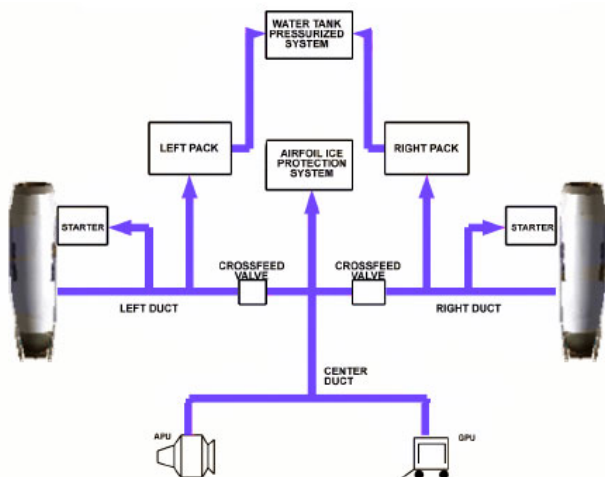 WATER TANK
PRESSURIZED
SYSTEM
LEFT PACK
AIRFOIL ICE
PROTECTION
SYSTEM
RIGHT PACK
STARTER
STARTER
CROSSFEED
VALVE
CROSSFEED
VALVE
LEFT DUCT
RIGHT DUCT
CENTER
DUCT
APU
GPU